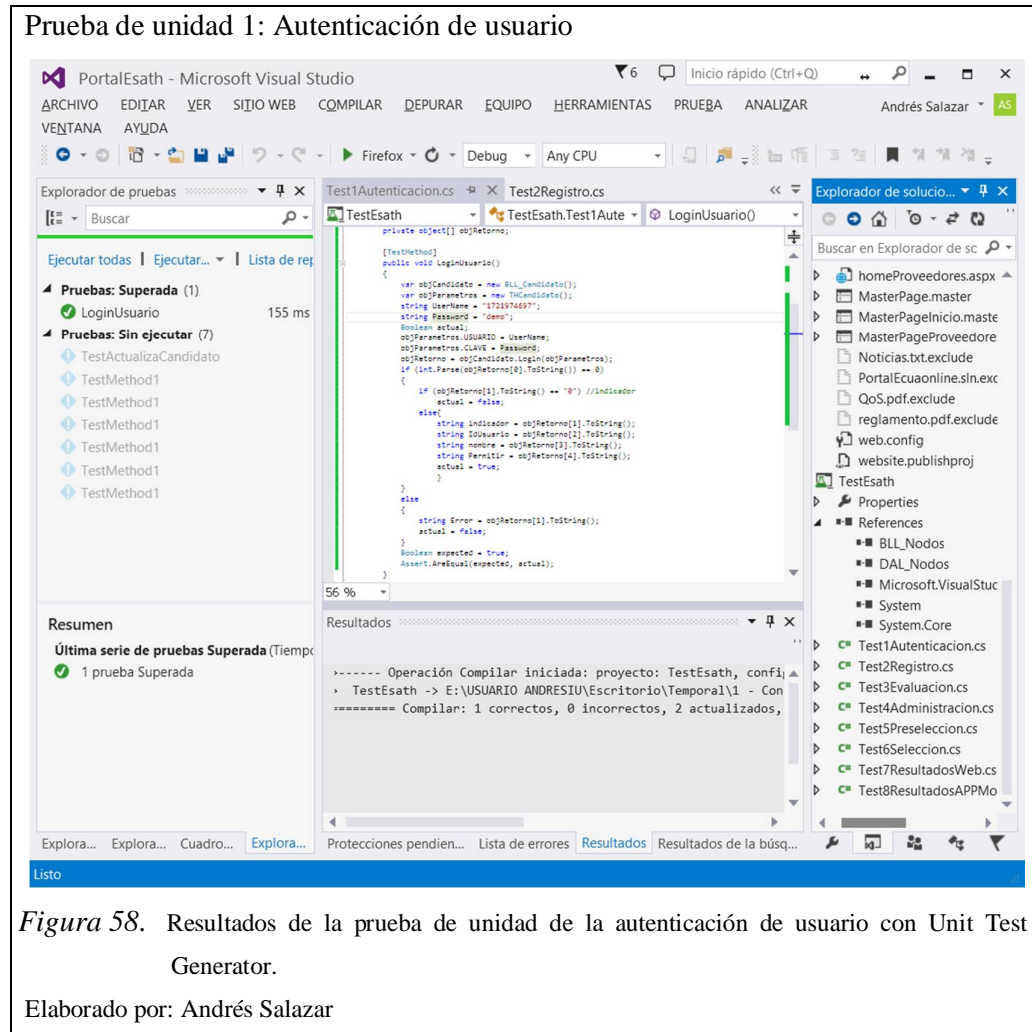 Prueba de unidad 1: Autenticación de usuario
PortalEsath - Microsoft Visual Studio
6
Inicio rápido (Ctrl+Q)
ARCHIVO EDITAR VER SITIO WEB COMPILAR DEPURAR EQUIPO HERRAMIENTAS PRUEBA ANALIZAR
Andrés Salazar
AS
VENTANA AYUDA
Firefox Debug Any CPU
Explorador de pruebas
Buscar
Ejecutar todas | Ejecutar... | Lista de rep
Pruebas: Superada (1)
LoginUsuario 155 ms
Pruebas: Sin ejecutar (7)
TestActualizaCandidato
TestMethod1
TestMethod1
TestMethod1
TestMethod1
TestMethod1
TestMethod1
Resumen
Última serie de pruebas Superada (Tiempo
1 prueba Superada
Explora... Explora... Cuadro... Explora...
Test1Autenticacion.cs Test2Registro.cs
TestEsath TestEsath.Test1Aute LoginUsuario()
private object[] objRetorno;
[TestMethod]
public void LoginUsuario()
{
var objCandidato = new BLL_Candidato();
var objParametros = new THCandidato();
string UserName = "1721974697";
string Password = "demo";
Boolean actual;
objParametros.USUARIO = UserName;
objParametros.CLAVE = Password;
objRetorno = objCandidato.Login(objParametros);
if (int.Parse(objRetorno[0].ToString()) == 0)
{
if (objRetorno[1].ToString() == "0") //indicador
actual = false;
else{
string indicador = objRetorno[1].ToString();
string IdUsuario = objRetorno[2].ToString();
string nombre = objRetorno[3].ToString();
string Permitir = objRetorno[4].ToString();
actual = true;
}
}
else
{
string Error = objRetorno[1].ToString();
actual = false;
}
Boolean expected = true;
Assert.AreEqual(expected, actual);
}
56 %
Resultados
------ Operación Compilar iniciada: proyecto: TestEsath, confi
TestEsath -> E:\USUARIO ANDRESIU\Escritorio\Temporal\1 - Con
========= Compilar: 1 correctos, 0 incorrectos, 2 actualizados,
Protecciones pendien... Lista de errores Resultados Resultados de la búsq...
Explorador de solucio...
Buscar en Explorador de sc
homeProveedores.aspx
MasterPage.master
MasterPageInicio.maste
MasterPageProveedore
Noticias.txt.exclude
PortalEcuaonline.sln.exc
QoS.pdf.exclude
reglamento.pdf.exclude
web.config
website.publishproj
TestEsath
Properties
References
BLL_Nodos
DAL_Nodos
Microsoft.VisualStuc
System
System.Core
C# Test1Autenticacion.cs
C# Test2Registro.cs
C# Test3Evaluacion.cs
C# Test4Administracion.cs
C# Test5Preseleccion.cs
C# Test6Seleccion.cs
C# Test7ResultadosWeb.cs
C# Test8ResultadosAPPMo
Listo
Figura 58. Resultados de la prueba de unidad de la autenticación de usuario con Unit Test
Generator.
Elaborado por: Andrés Salazar